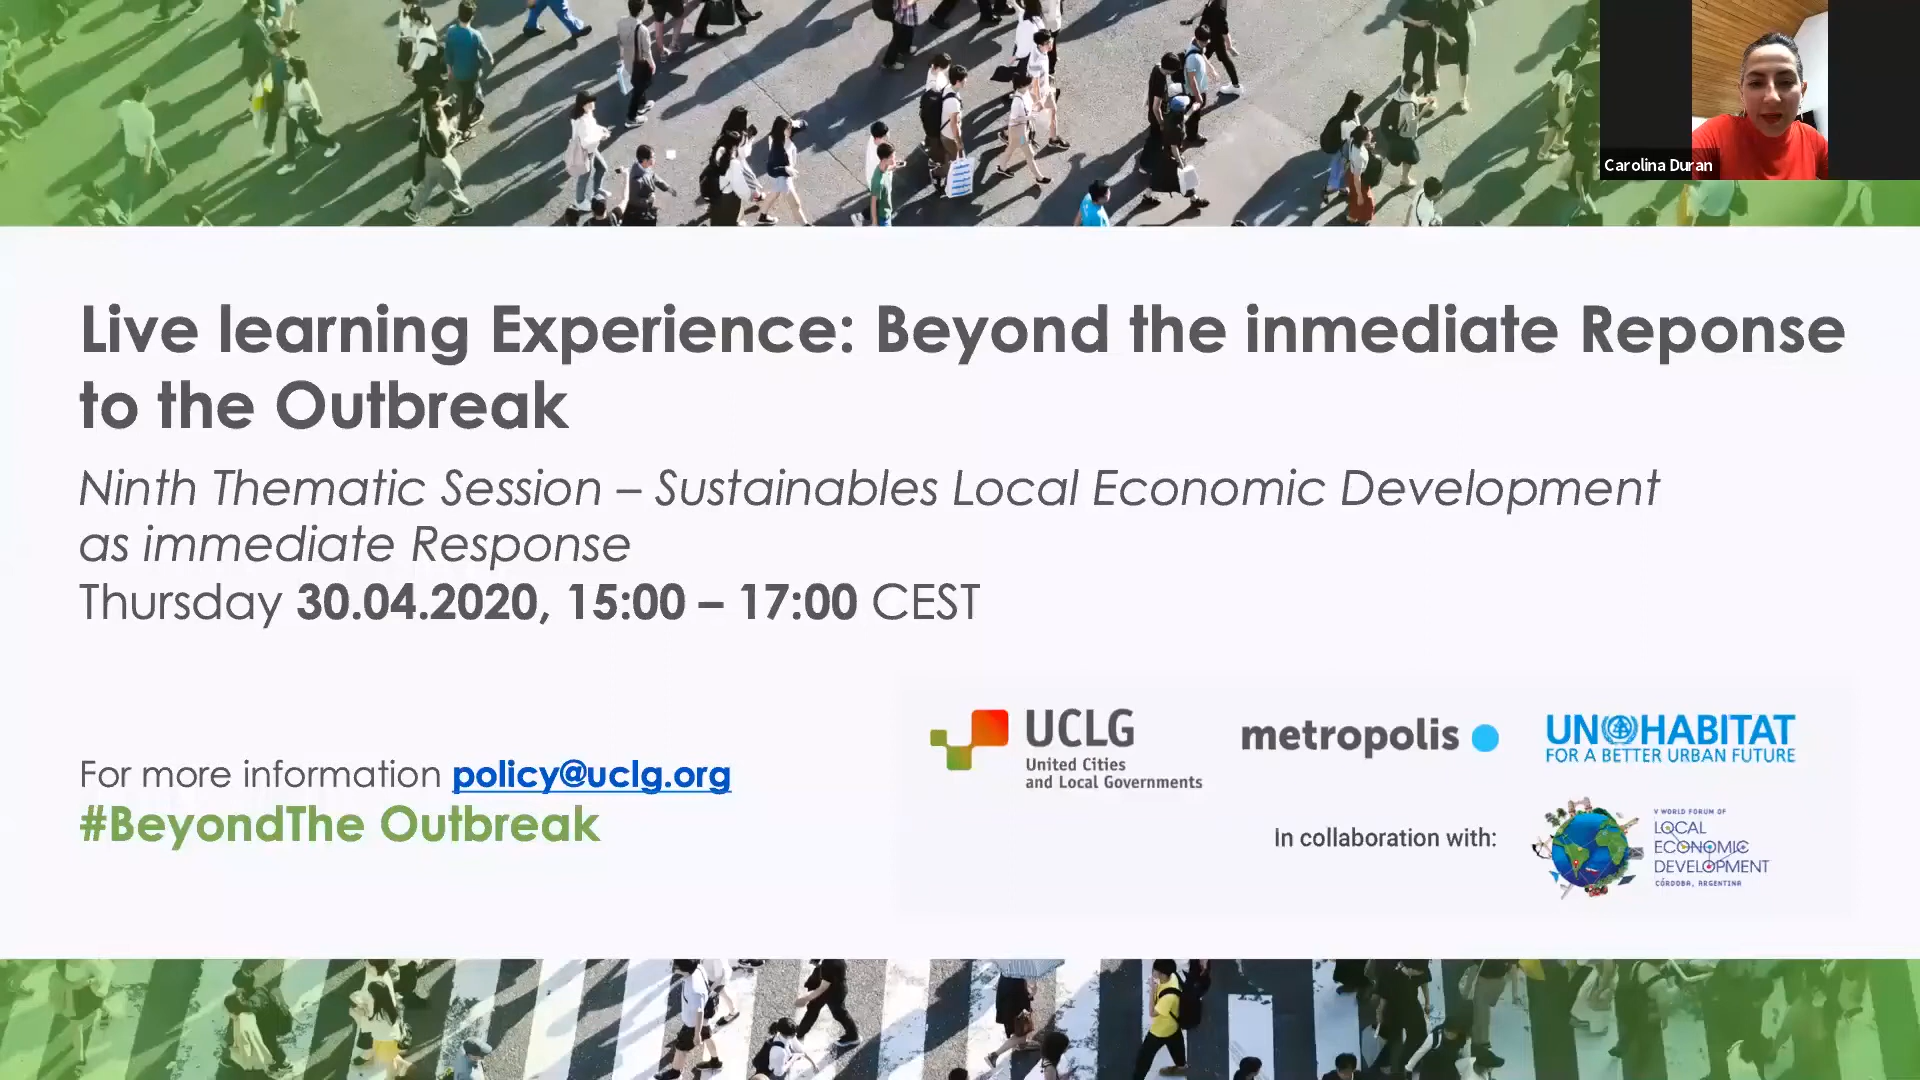 Carolina Duran
Live learning Experience: Beyond the inmediate Reponse
to the Outbreak
Ninth Thematic Session – Sustainables Local Economic Development
as immediate Response
Thursday 30.04.2020, 15:00 – 17:00 CEST
For more information policy@uclg.org
#BeyondThe Outbreak
UCLG
United Cities
and Local Governments
metropolis
UN HABITAT
FOR A BETTER URBAN FUTURE
In collaboration with:
V WORLD FORUM OF
LOCAL
ECONOMIC
DEVELOPMENT
CÓRDOBA, ARGENTINA